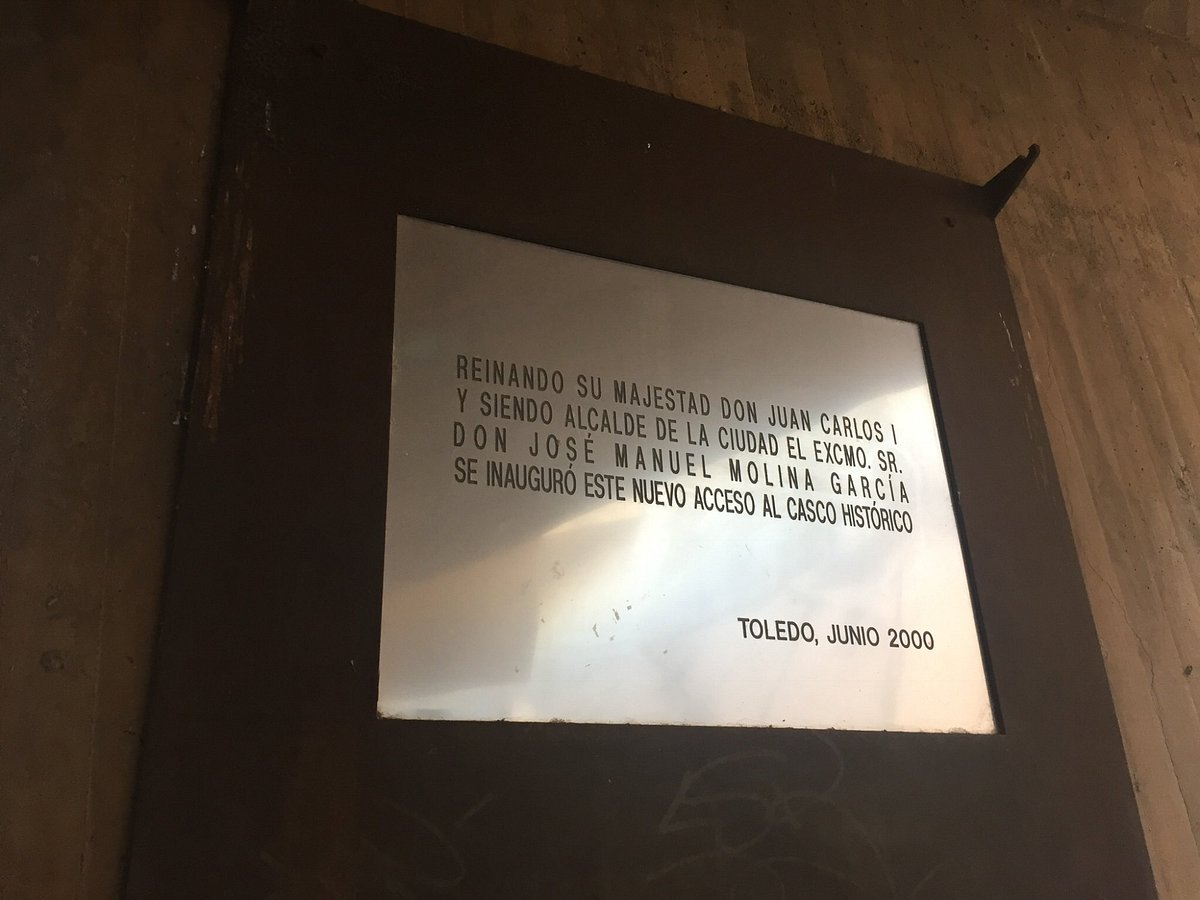 REINANDO SU MAJESTAD DON JUAN CARLOS I
Y SIENDO ALCALDE DE LA CIUDAD EL EXCMO. SR.
DON JOSÉ MANUEL MOLINA GARCÍA
SE INAUGURÓ ESTE NUEVO ACCESO AL CASCO HISTÓRICO
TOLEDO, JUNIO 2000